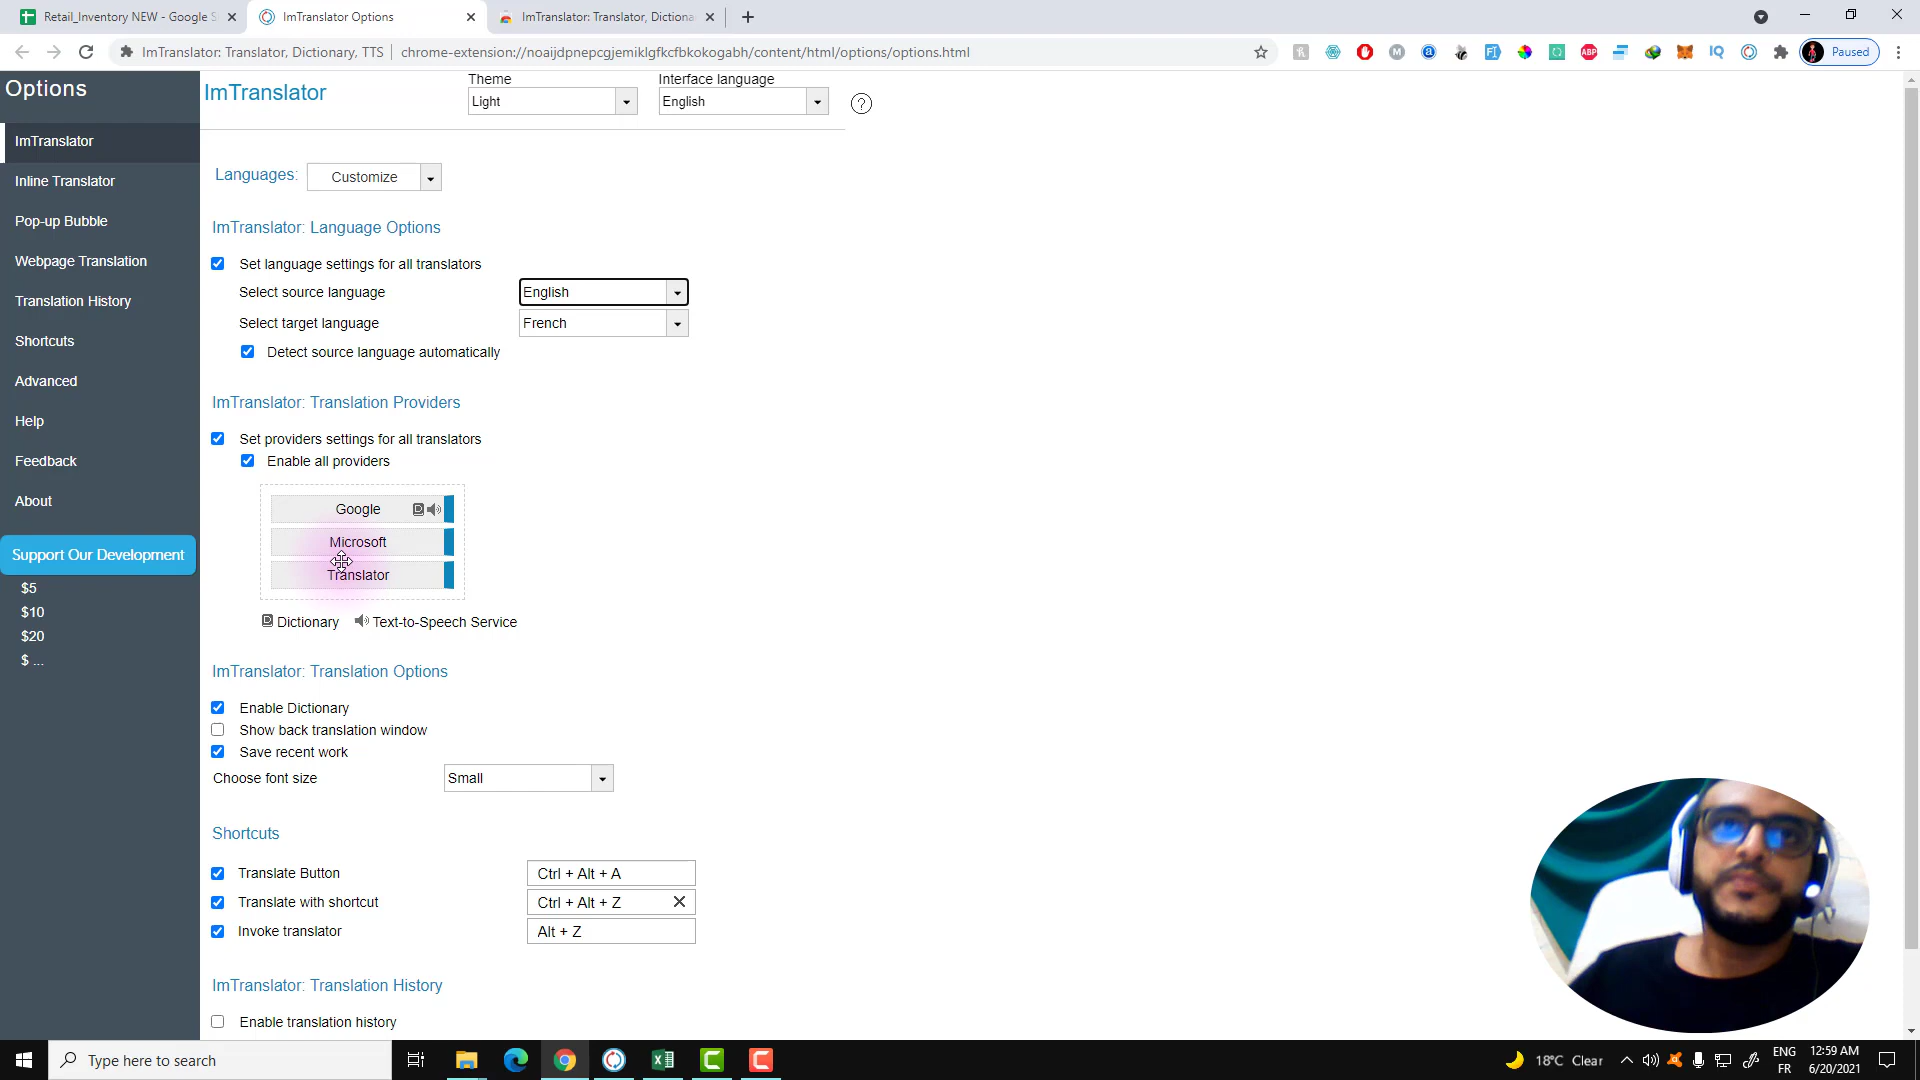 Retail_Inventory NEW - Google S
ImTranslator Options
ImTranslator: Translator, Dictiona
ImTranslator: Translator, Dictionary, TTS
chrome-extension://noaijdpnepcgjemiklgfkcfbkokogabh/content/html/options/options.html
Paused
Options
ImTranslator
Inline Translator
Pop-up Bubble
Webpage Translation
Translation History
Shortcuts
Advanced
Help
Feedback
About
Support Our Development
$5
$10
$20
$ ...
ImTranslator
Theme
Light
Interface language
English
?
Languages:
Customize
ImTranslator: Language Options
Set language settings for all translators
Select source language
English
Select target language
French
Detect source language automatically
ImTranslator: Translation Providers
Set providers settings for all translators
Enable all providers
Google
Microsoft
Translator
Dictionary
Text-to-Speech Service
ImTranslator: Translation Options
Enable Dictionary
Show back translation window
Save recent work
Choose font size
Small
Shortcuts
Translate Button
Ctrl + Alt + A
Translate with shortcut
Ctrl + Alt + Z
Invoke translator
Alt + Z
ImTranslator: Translation History
Enable translation history
Type here to search
18°C Clear
ENG
FR
12:59 AM
6/20/2021